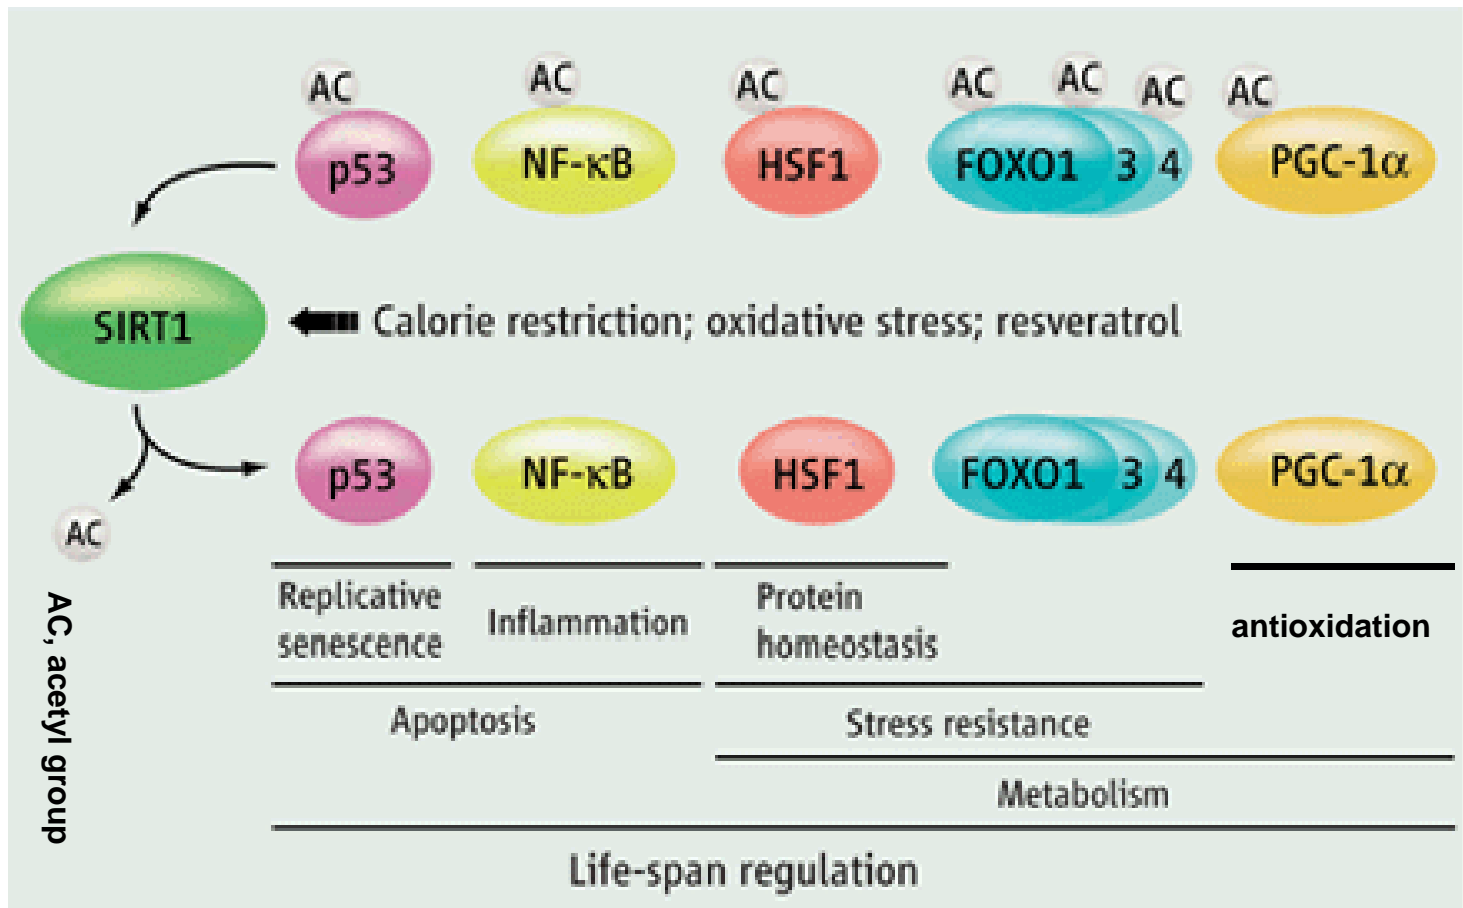 AC AC AC AC AC AC AC
p53 NF-κB HSF1 FOXO1 3 4 PGC-1α
SIRT1 Calorie restriction; oxidative stress; resveratrol
p53 NF-κB HSF1 FOXO1 3 4 PGC-1α
AC
AC, acetyl group
Replicative
senescence
Inflammation
Protein
homeostasis
antioxidation
Apoptosis
Stress resistance
Metabolism
Life-span regulation